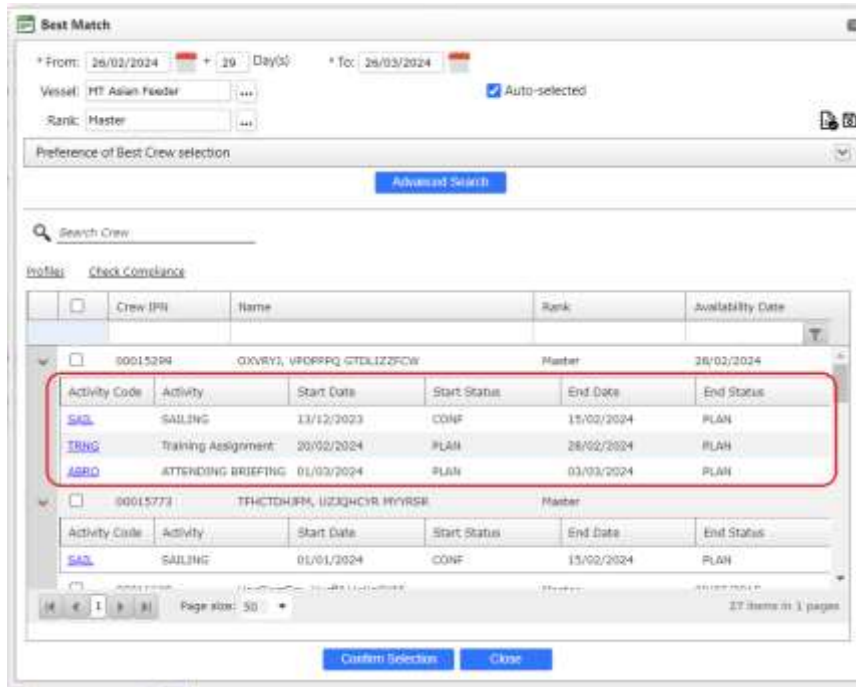 Best Match
* From: 26/02/2024 + 29 Day(s) * To: 26/03/2024
Vessel: MT Asian Feeder ... Auto-selected
Rank: Master ...
Preference of Best Crew selection
Advanced Search
Search Crew
Profiles Check Compliance
Crew IPN Name Rank Availability Date
00015299 Master 28/02/2024
Activity Code Activity Start Date Start Status End Date End Status
SAIL SAILING 13/12/2023 CONF 15/02/2024 PLAN
TRNG Training Assignment 20/02/2024 PLAN 28/02/2024 PLAN
ABRO ATTENDING BRIEFING 01/03/2024 PLAN 03/03/2024 PLAN
00015773 Master
Activity Code Activity Start Date Start Status End Date End Status
SAIL SAILING 01/01/2024 CONF 15/02/2024 PLAN
1 Page size: 50 27 items in 1 pages
Confirm Selection Close